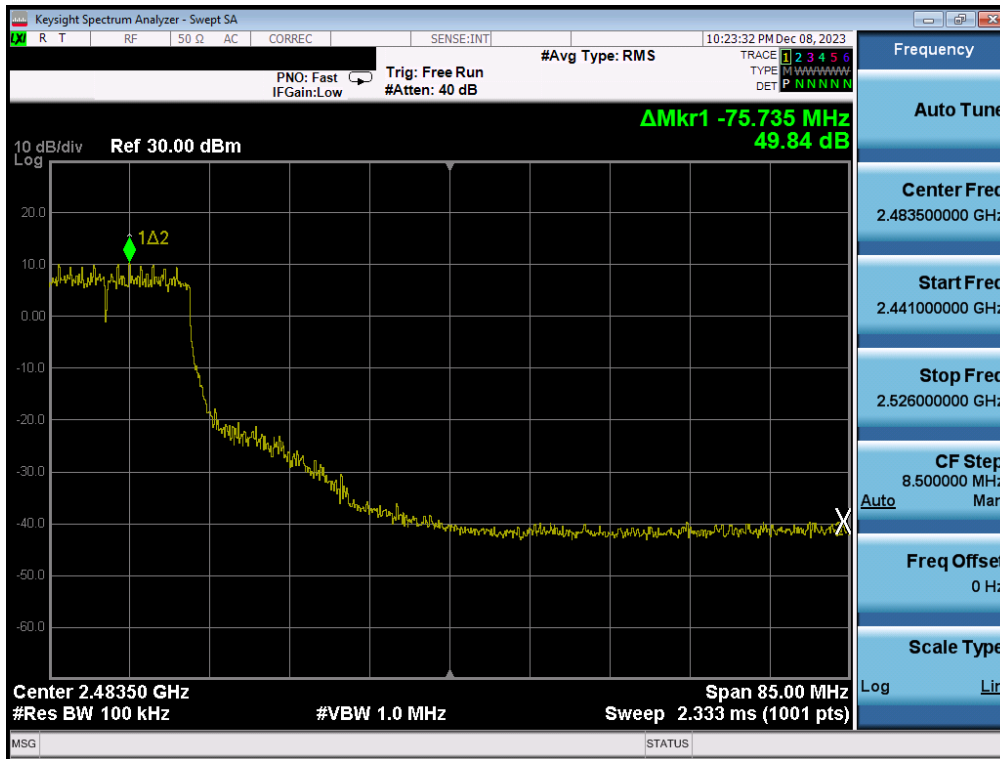 Keysight Spectrum Analyzer - Swept SA
LXI R T RF 50 Ω AC CORREC SENSE:INT 10:23:32 PM Dec 08, 2023
#Avg Type: RMS TRACE 1 2 3 4 5 6
PNO: Fast Trig: Free Run TYPE M WWWWW
IFGain:Low #Atten: 40 dB DET P N N N N N
ΔMkr1 -75.735 MHz
49.84 dB
10 dB/div Ref 30.00 dBm
Log
20.0
1Δ2
10.0
0.00
-10.0
-20.0
-30.0
-40.0
X
-50.0
-60.0
Center 2.48350 GHz Span 85.00 MHz
#Res BW 100 kHz #VBW 1.0 MHz Sweep 2.333 ms (1001 pts)
MSG STATUS
Frequency
Auto Tune
Center Freq
2.483500000 GHz
Start Freq
2.441000000 GHz
Stop Freq
2.526000000 GHz
CF Step
8.500000 MHz
Auto Man
Freq Offset
0 Hz
Scale Type
Log Lin